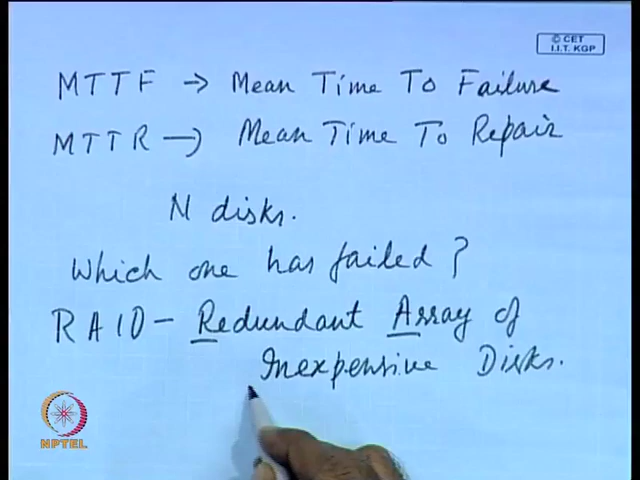 © CET
I.I.T. KGP
MTTF → Mean Time To Failure
MTTR → Mean Time To Repair
N disks.
Which one has failed?
RAID - Redundant Array of
Inexpensive Disks.
NPTEL